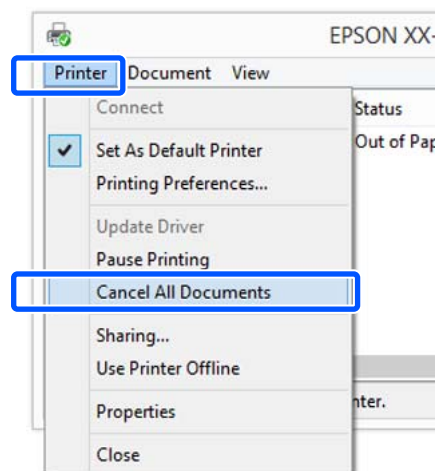 EPSON XX-
Printer Document View
Connect
Status
Set As Default Printer
Out of Pap
Printing Preferences...
Update Driver
Pause Printing
Cancel All Documents
Sharing...
Use Printer Offline
Properties
nter.
Close